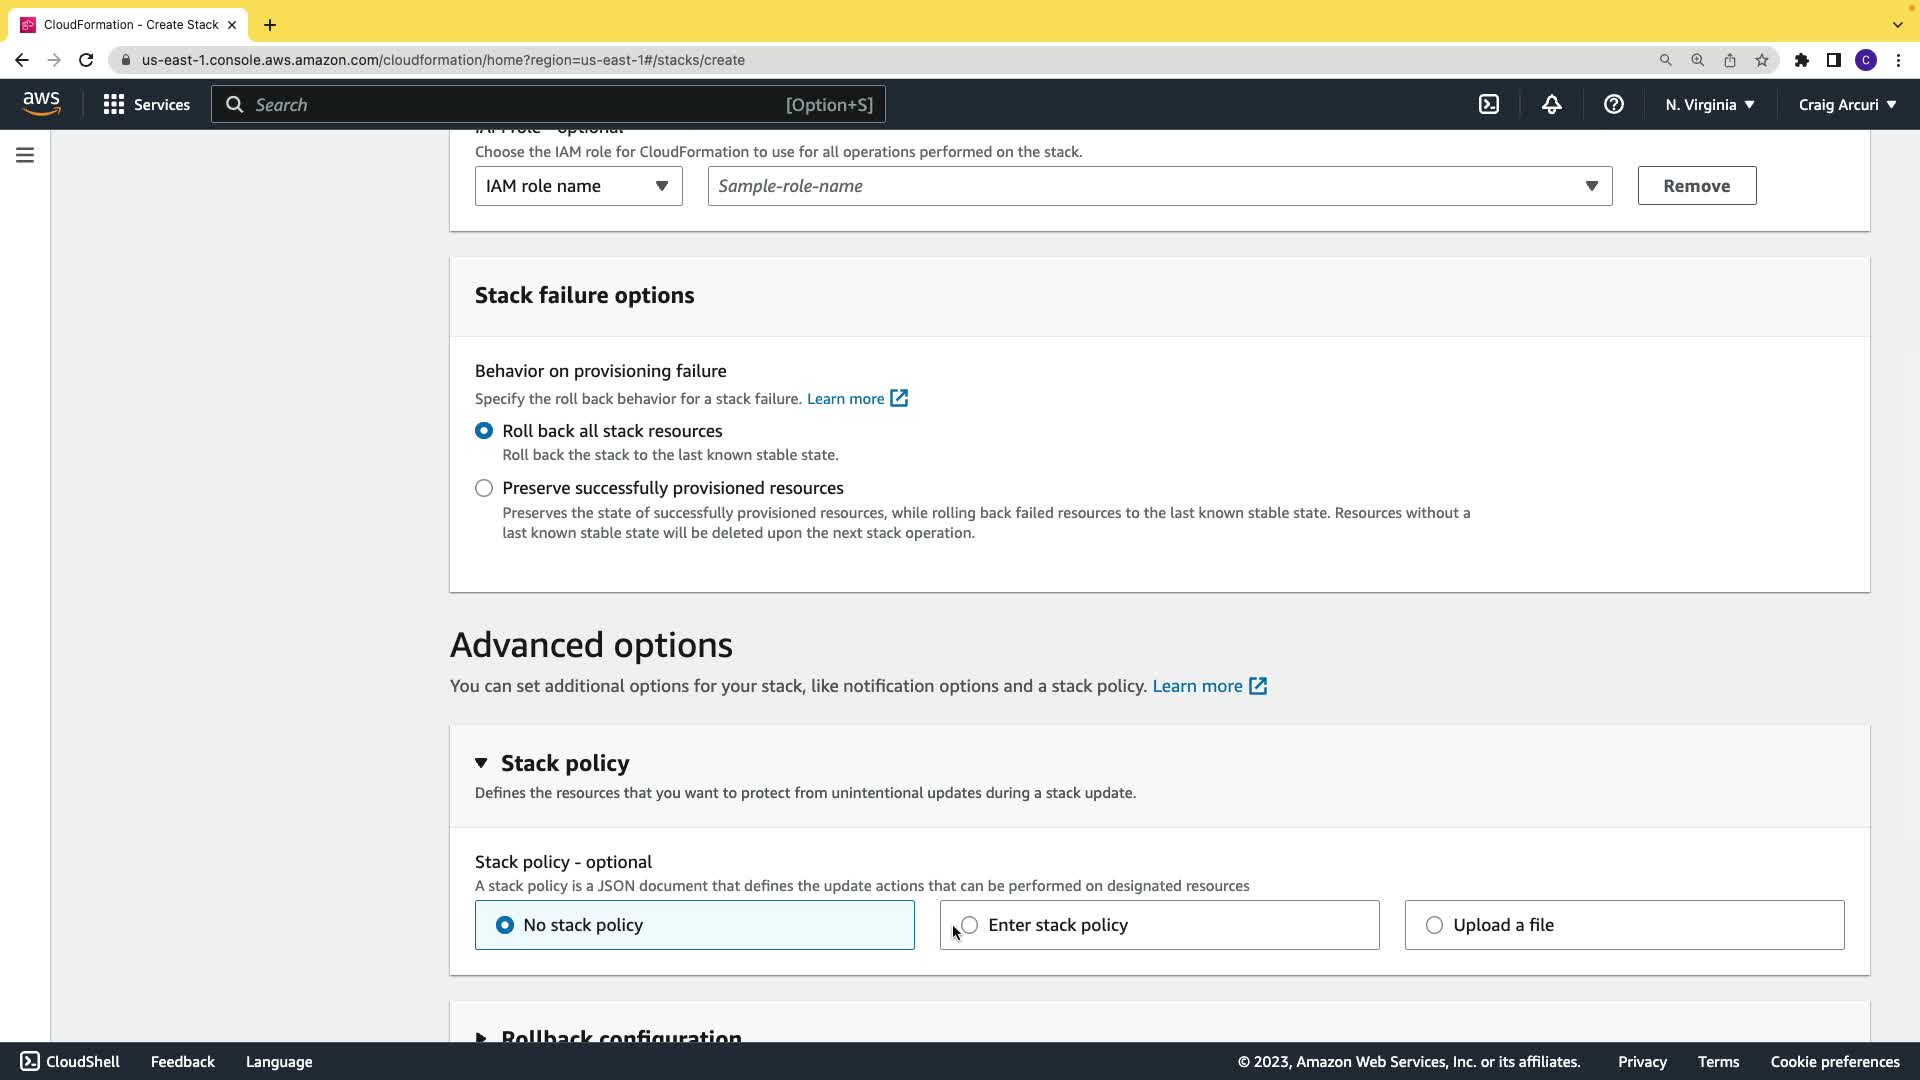 CloudFormation - Create Stack
us-east-1.console.aws.amazon.com/cloudformation/home?region=us-east-1#/stacks/create
C
aws
Services
Search
[Option+S]
N. Virginia
Craig Arcuri
IAM role - optional
Choose the IAM role for CloudFormation to use for all operations performed on the stack.
IAM role name
Sample-role-name
Remove
Stack failure options
Behavior on provisioning failure
Specify the roll back behavior for a stack failure. Learn more
Roll back all stack resources
Roll back the stack to the last known stable state.
Preserve successfully provisioned resources
Preserves the state of successfully provisioned resources, while rolling back failed resources to the last known stable state. Resources without a
last known stable state will be deleted upon the next stack operation.
Advanced options
You can set additional options for your stack, like notification options and a stack policy. Learn more
Stack policy
Defines the resources that you want to protect from unintentional updates during a stack update.
Stack policy - optional
A stack policy is a JSON document that defines the update actions that can be performed on designated resources
No stack policy
Enter stack policy
Upload a file
Rollback configuration
CloudShell
Feedback
Language
© 2023, Amazon Web Services, Inc. or its affiliates.
Privacy
Terms
Cookie preferences